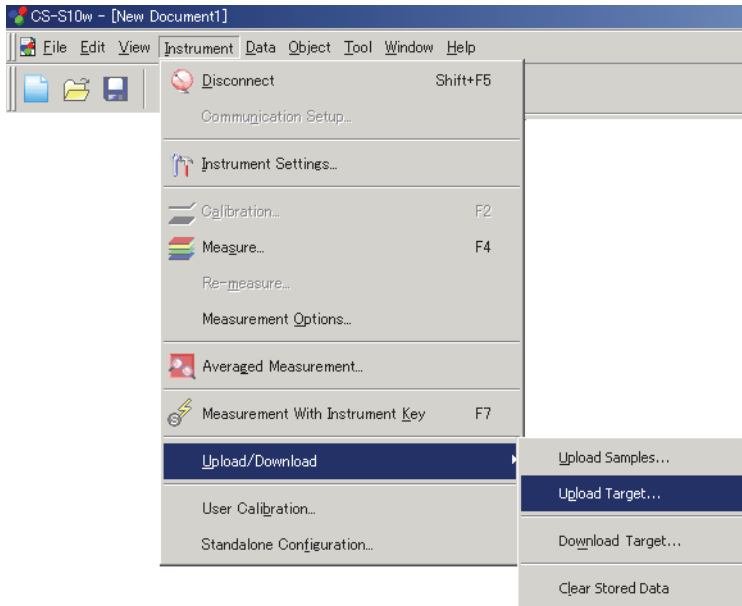 CS-S10w - [New Document1]
File Edit View Instrument Data Object Tool Window Help
Disconnect Shift+F5
Communication Setup...
Instrument Settings...
Calibration... F2
Measure... F4
Re-measure...
Measurement Options...
Averaged Measurement...
Measurement With Instrument Key F7
Upload/Download
Upload Samples...
Upload Target...
Download Target...
Clear Stored Data
User Calibration...
Standalone Configuration...